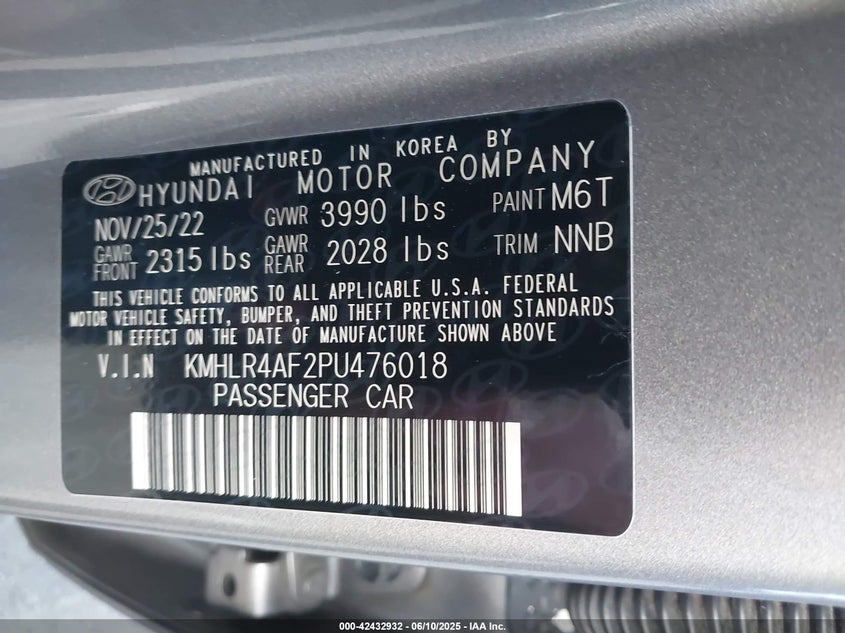 MANUFACTURED IN KOREA BY
HYUNDAI MOTOR COMPANY
NOV/25/22 GVWR 3990 lbs PAINT M6T
GAWR FRONT 2315 lbs GAWR REAR 2028 lbs TRIM NNB
THIS VEHICLE CONFORMS TO ALL APPLICABLE U.S.A. FEDERAL
MOTOR VEHICLE SAFETY, BUMPER, AND THEFT PREVENTION STANDARDS
IN EFFECT ON THE DATE OF MANUFACTURE SHOWN ABOVE
V.I.N KMHLR4AF2PU476018
PASSENGER CAR
000-42432932 - 06/10/2025 - IAA Inc.